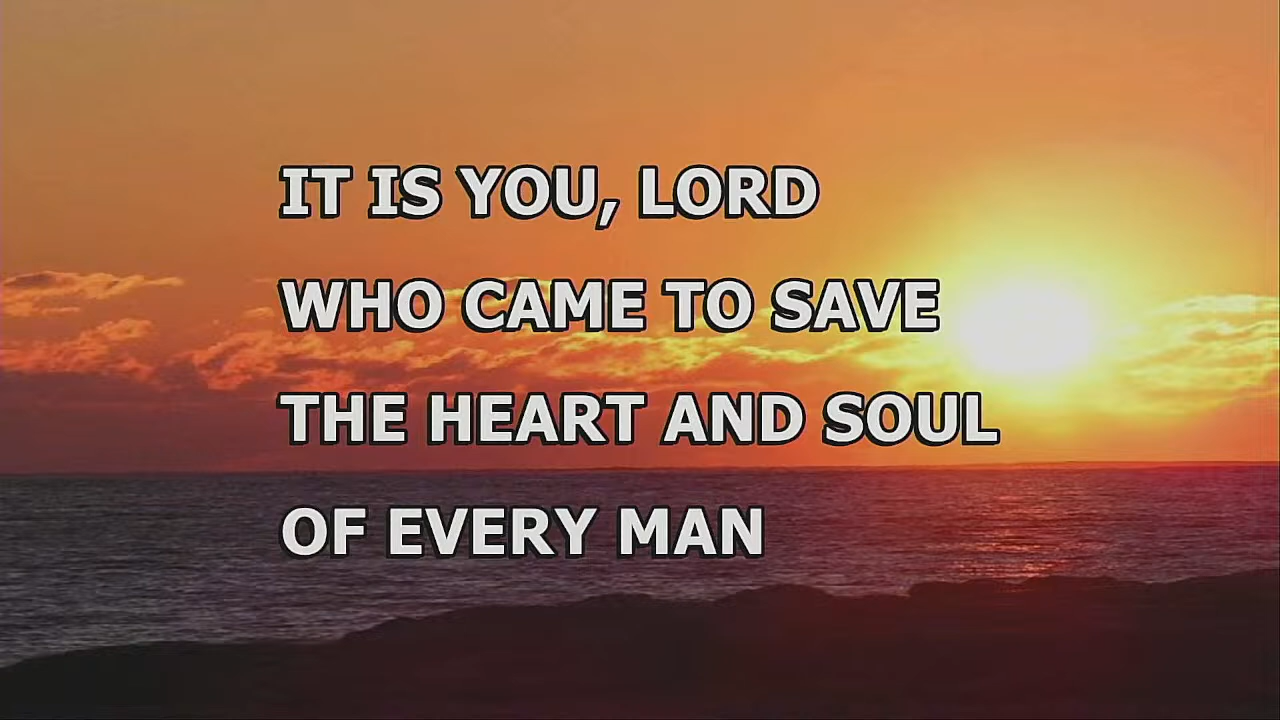 IT IS YOU, LORD
WHO CAME TO SAVE
THE HEART AND SOUL
OF EVERY MAN